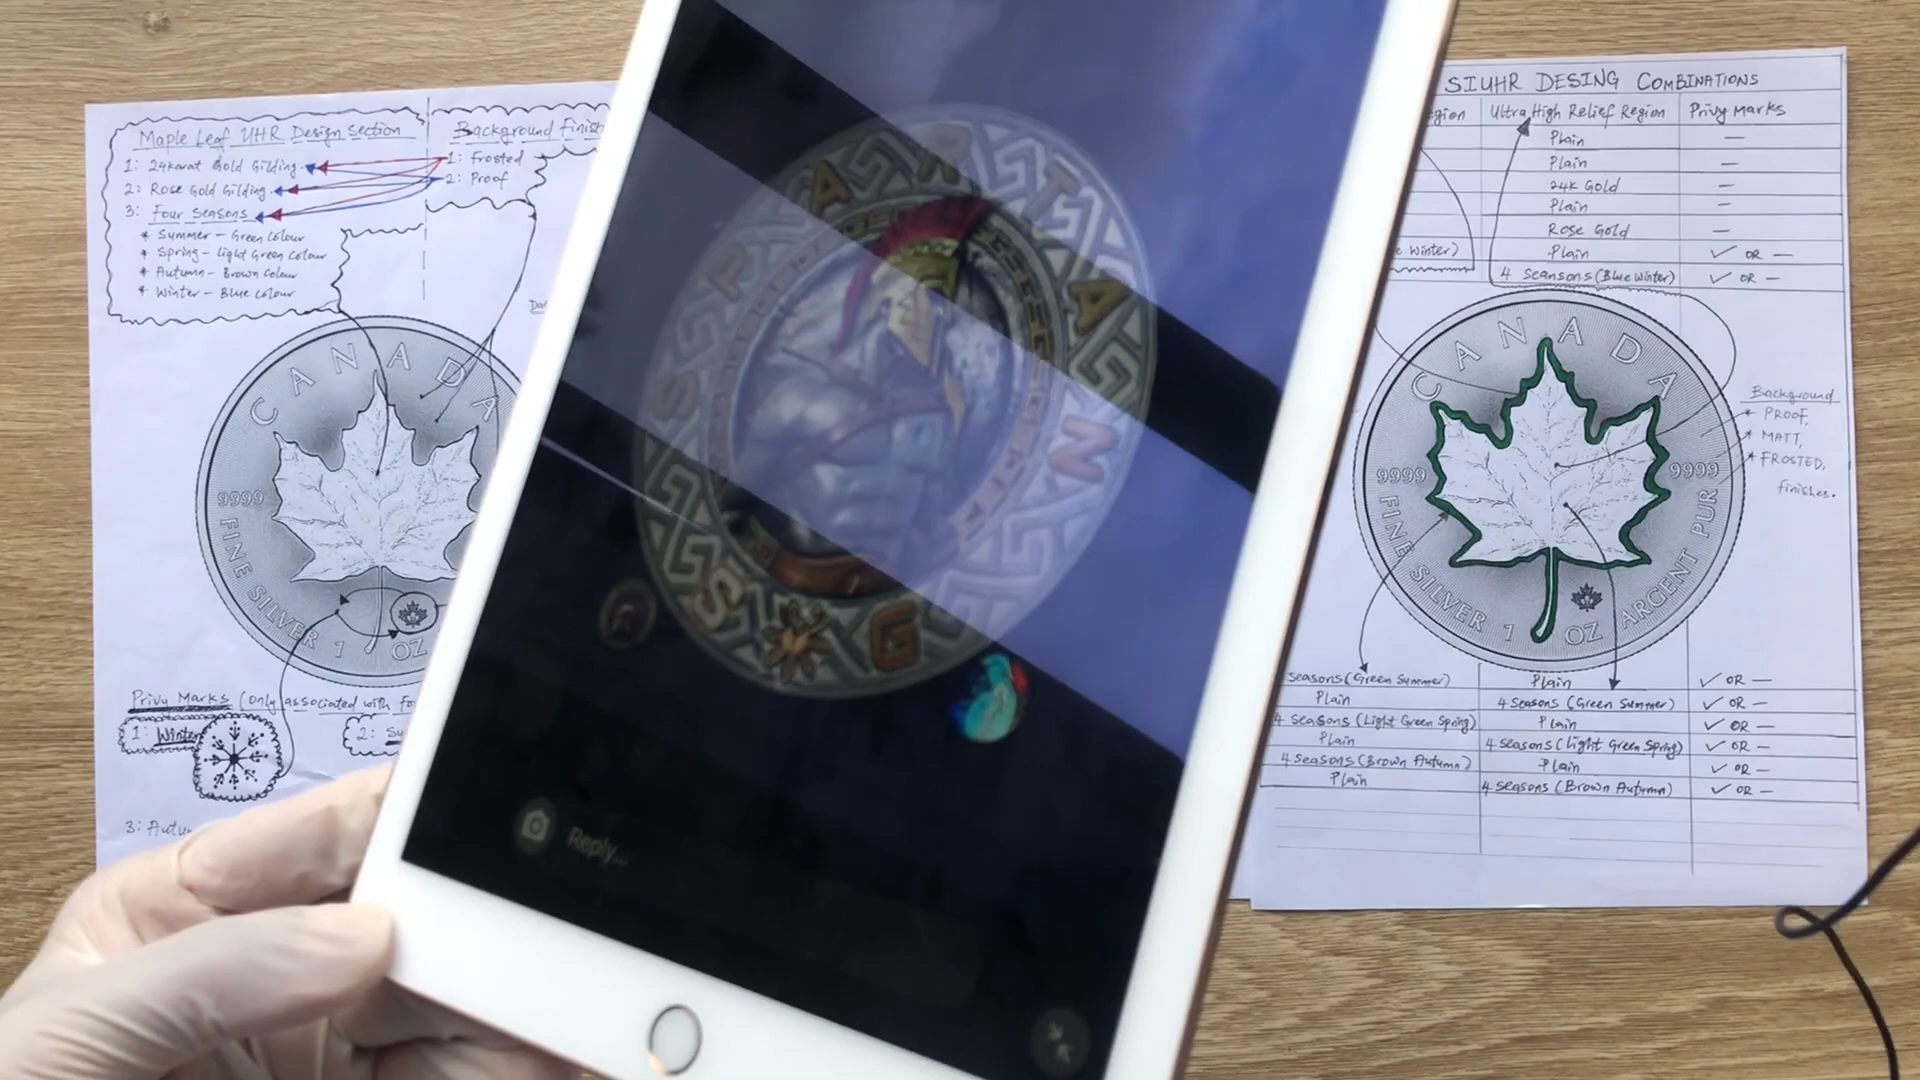 Maple Leaf UHR Design Section
1: 24karat Gold Gilding
2: Rose Gold Gilding
3: Four Seasons
* Summer - Green Colour
* Spring - light Green Colour
* Autumn - Brown Colour
* Winter - Blue Colour
Background Finish
1: Frosted
2: Proof
CANADA
9999
FINE SILVER 1 OZ
Privy Marks (only associated with
1: Winter
2: Su
3: Autu
SPARTANS
SG
Reply...
SIUHR DESING COMBINATIONS
Ultra High Relief Region
Privy Marks
Plain —
Plain —
24K Gold —
Plain —
Rose Gold —
Winter) Plain ✓ OR —
4 Seansons (Blue Winter) ✓ OR —
CANADA
9999
9999
FINE SILVER 1 OZ ARGENT PUR
Background
* PROOF,
* MATT,
* FROSTED,
finishes.
Seasons (Green Summer) Plain ✓ OR —
Plain 4 Seasons (Green Summer) ✓ OR —
4 Seasons (Light Green Spring) Plain ✓ OR —
Plain 4 Seasons (light Green Spring) ✓ OR —
4 Seasons (Brown Autumn) Plain ✓ OR —
Plain 4 Seasons (Brown Autumn) ✓ OR —